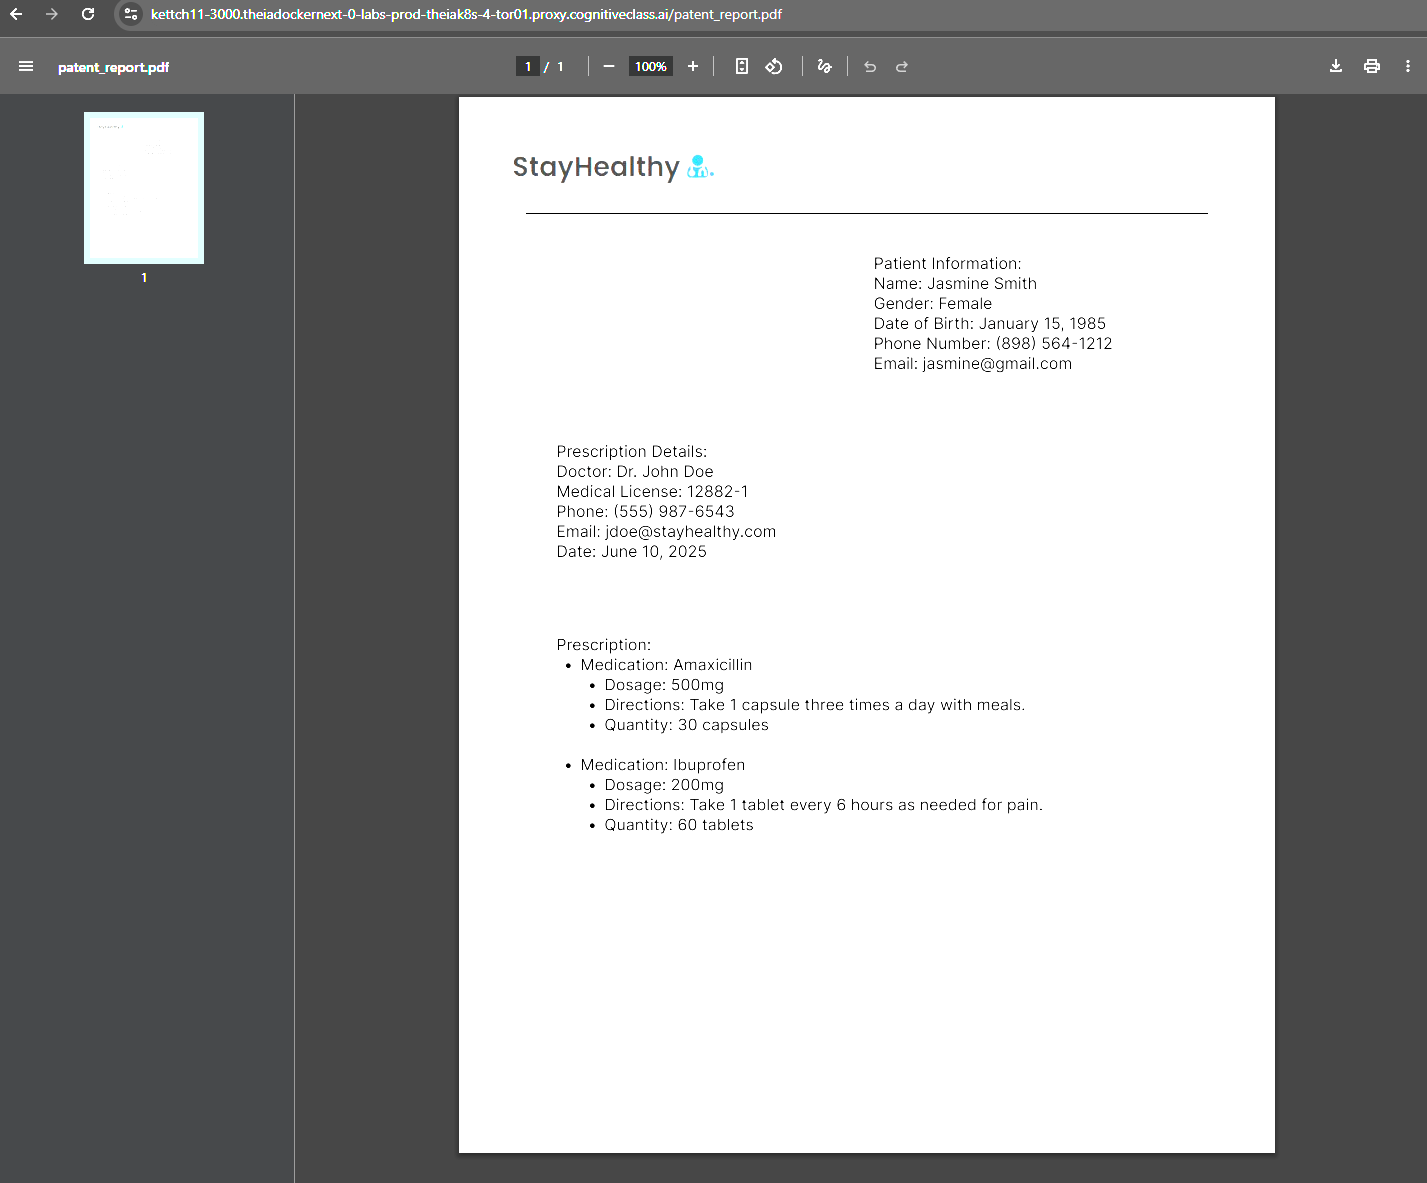 kettch11-3000.theiadockernext-0-labs-prod-theiak8s-4-tor01.proxy.cognitiveclass.ai/patent_report.pdf
patent_report.pdf
1 / 1
100%
1
StayHealthy
Patient Information:
Name: Jasmine Smith
Gender: Female
Date of Birth: January 15, 1985
Phone Number: (898) 564-1212
Email: jasmine@gmail.com
Prescription Details:
Doctor: Dr. John Doe
Medical License: 12882-1
Phone: (555) 987-6543
Email: jdoe@stayhealthy.com
Date: June 10, 2025
Prescription:
• Medication: Amaxicillin
• Dosage: 500mg
• Directions: Take 1 capsule three times a day with meals.
• Quantity: 30 capsules
• Medication: Ibuprofen
• Dosage: 200mg
• Directions: Take 1 tablet every 6 hours as needed for pain.
• Quantity: 60 tablets